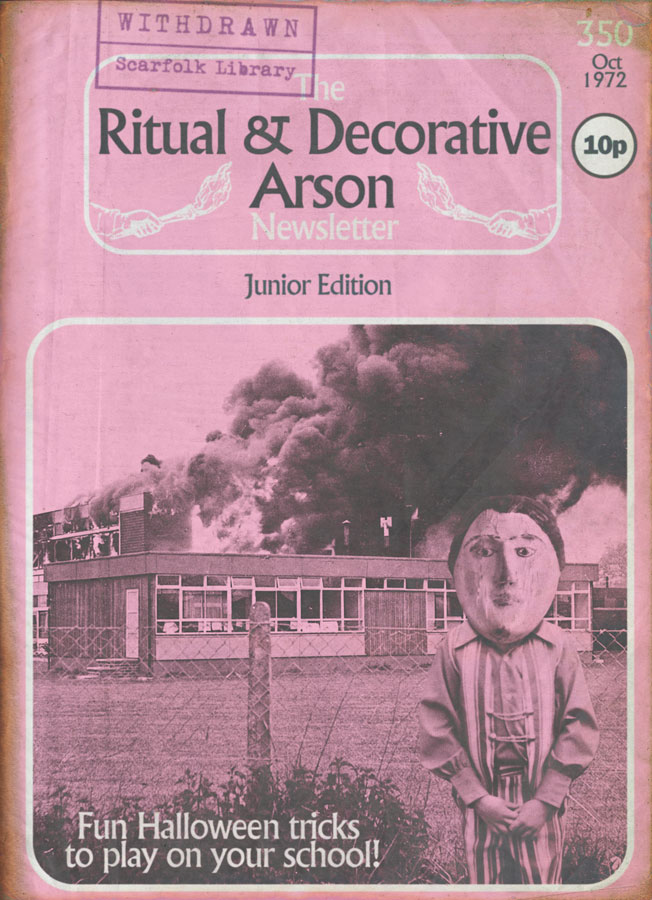 WITHDRAWN
Scarfolk Library
350
Oct
1972
The
Ritual & Decorative
Arson
Newsletter
10p
Junior Edition
Fun Halloween tricks
to play on your school!